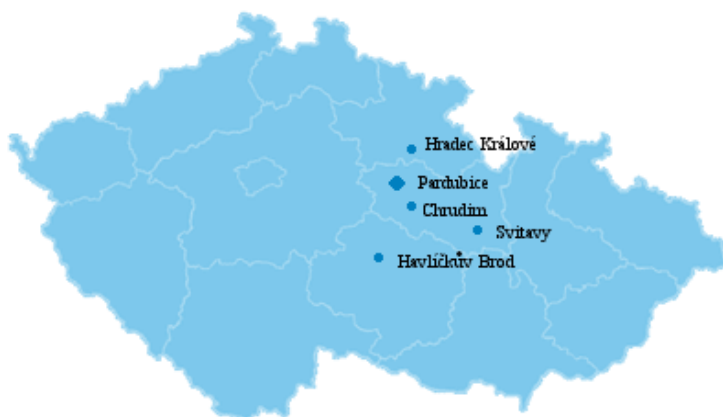 Hradec Králové
Pardubice
Chrudim
Svitavy
Havlíčkův Brod